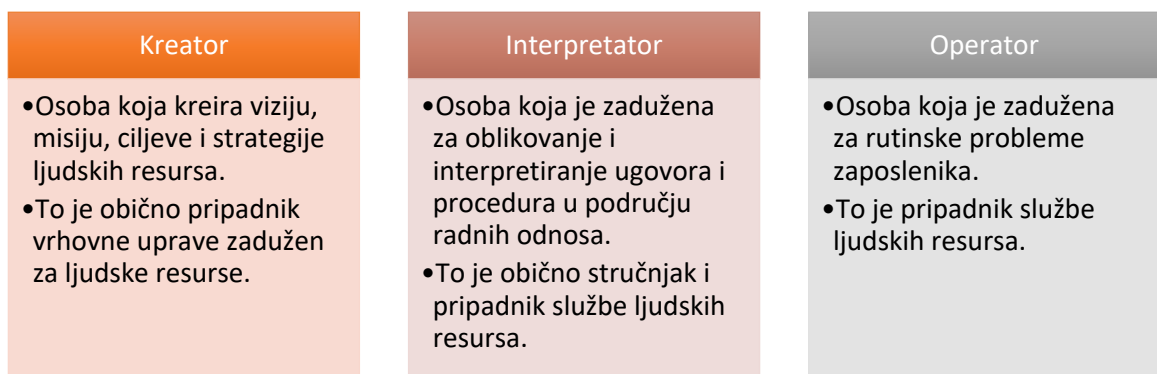 Kreator
•Osoba koja kreira viziju,
misiju, ciljeve i strategije
ljudskih resursa.
•To je obično pripadnik
vrhovne uprave zadužen
za ljudske resurse.
Interpretator
•Osoba koja je zadužena
za oblikovanje i
interpretiranje ugovora i
procedura u području
radnih odnosa.
•To je obično stručnjak i
pripadnik službe ljudskih
resursa.
Operator
•Osoba koja je zadužena
za rutinske probleme
zaposlenika.
•To je pripadnik službe
ljudskih resursa.